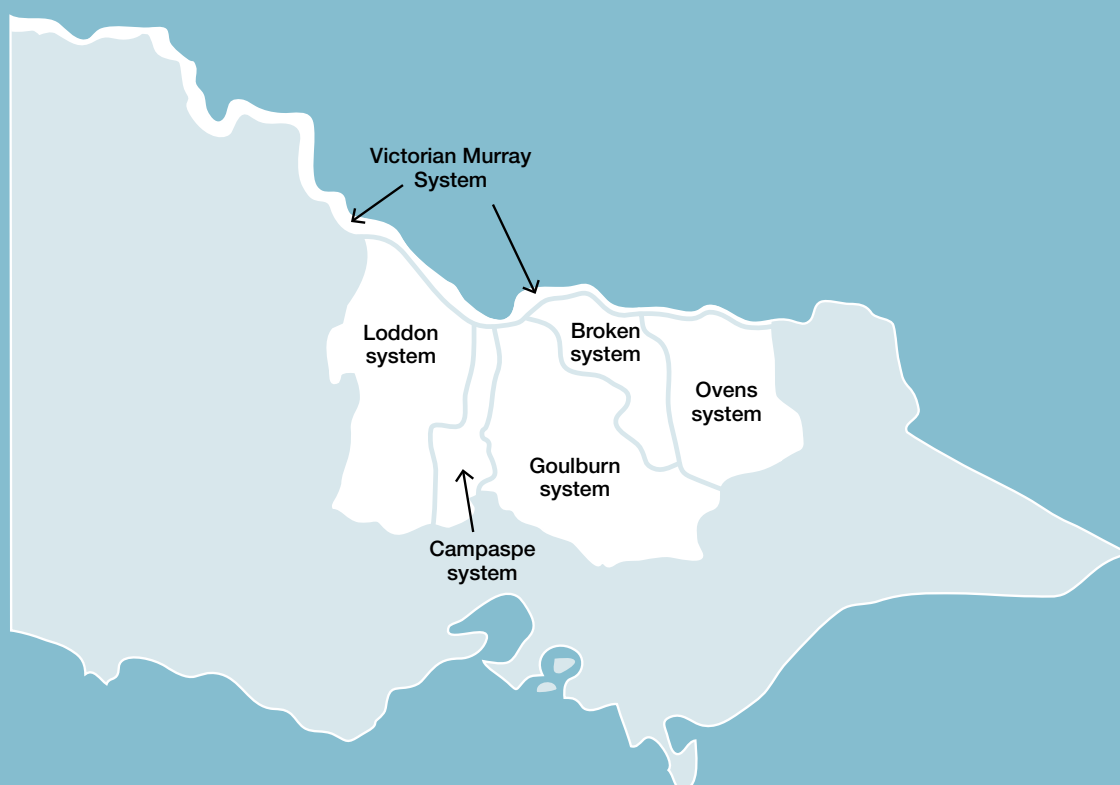 Victorian Murray
System
Loddon
system
Broken
system
Ovens
system
Goulburn
system
Campaspe
system